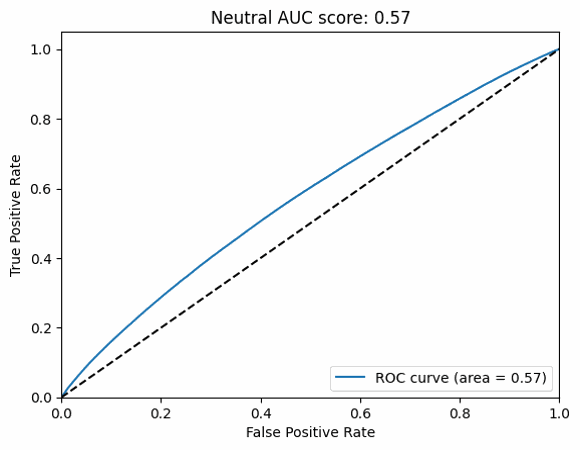 Neutral AUC score: 0.57
True Positive Rate
1.0
0.8
0.6
0.4
0.2
0.0
0.0 0.2 0.4 0.6 0.8 1.0
False Positive Rate
ROC curve (area = 0.57)